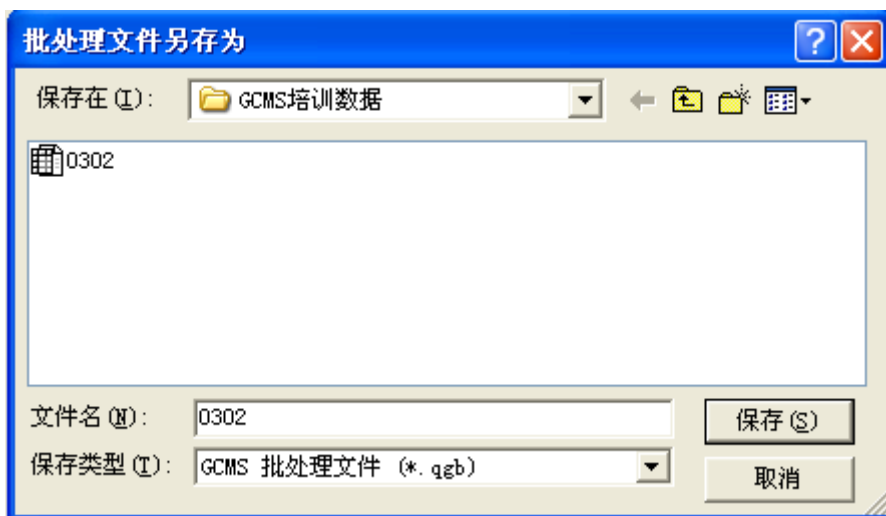 批处理文件另存为
保存在(I): GCMS培训数据
0302
文件名(N): 0302 保存(S)
保存类型(T): GCMS 批处理文件 (*.qgb) 取消